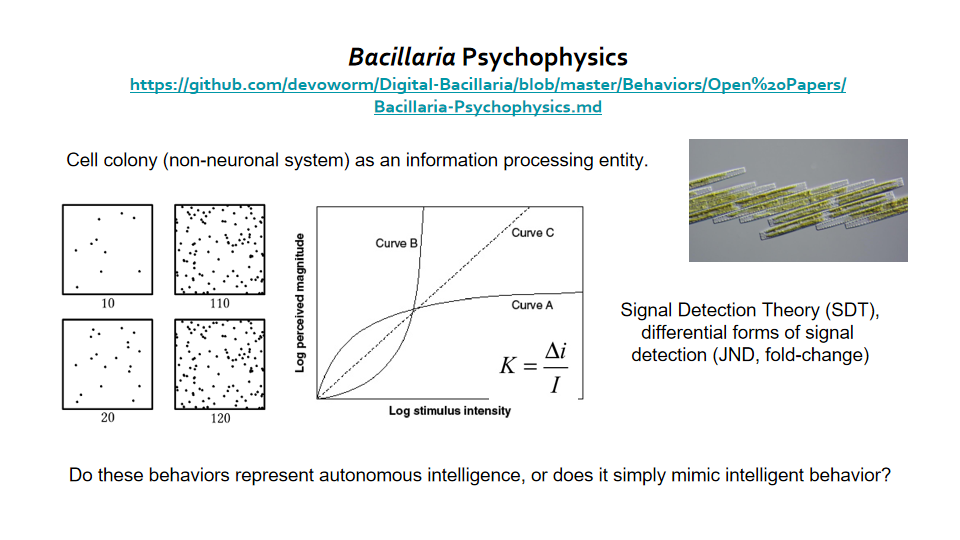 Bacillaria Psychophysics
https://github.com/devoworm/Digital-Bacillaria/blob/master/Behaviors/Open%20Papers/
Bacillaria-Psychophysics.md
Cell colony (non-neuronal system) as an information processing entity.
10
110
20
120
Log perceived magnitude
Curve B
Curve C
Curve A
K = Δi / I
Log stimulus intensity
Signal Detection Theory (SDT),
differential forms of signal
detection (JND, fold-change)
Do these behaviors represent autonomous intelligence, or does it simply mimic intelligent behavior?